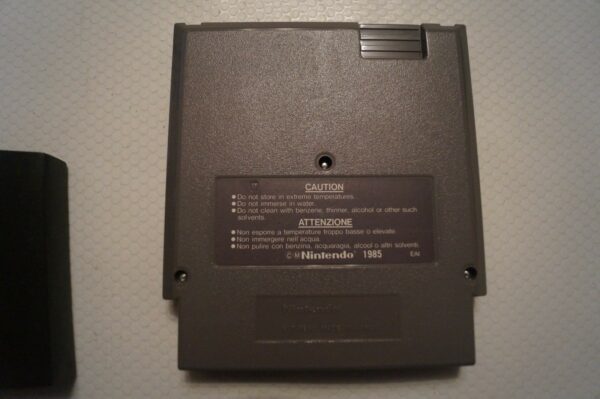 CAUTION
● Do not store in extreme temperatures.
● Do not immerse in water.
● Do not clean with benzene, thinner, alcohol or other such
solvents.
ATTENZIONE
● Non esporre a temperature troppo basse o elevate.
● Non immergere nell'acqua.
● Non pulire con benzina, acquaragia, alcool o altri solventi.
Nintendo 1985
Nintendo